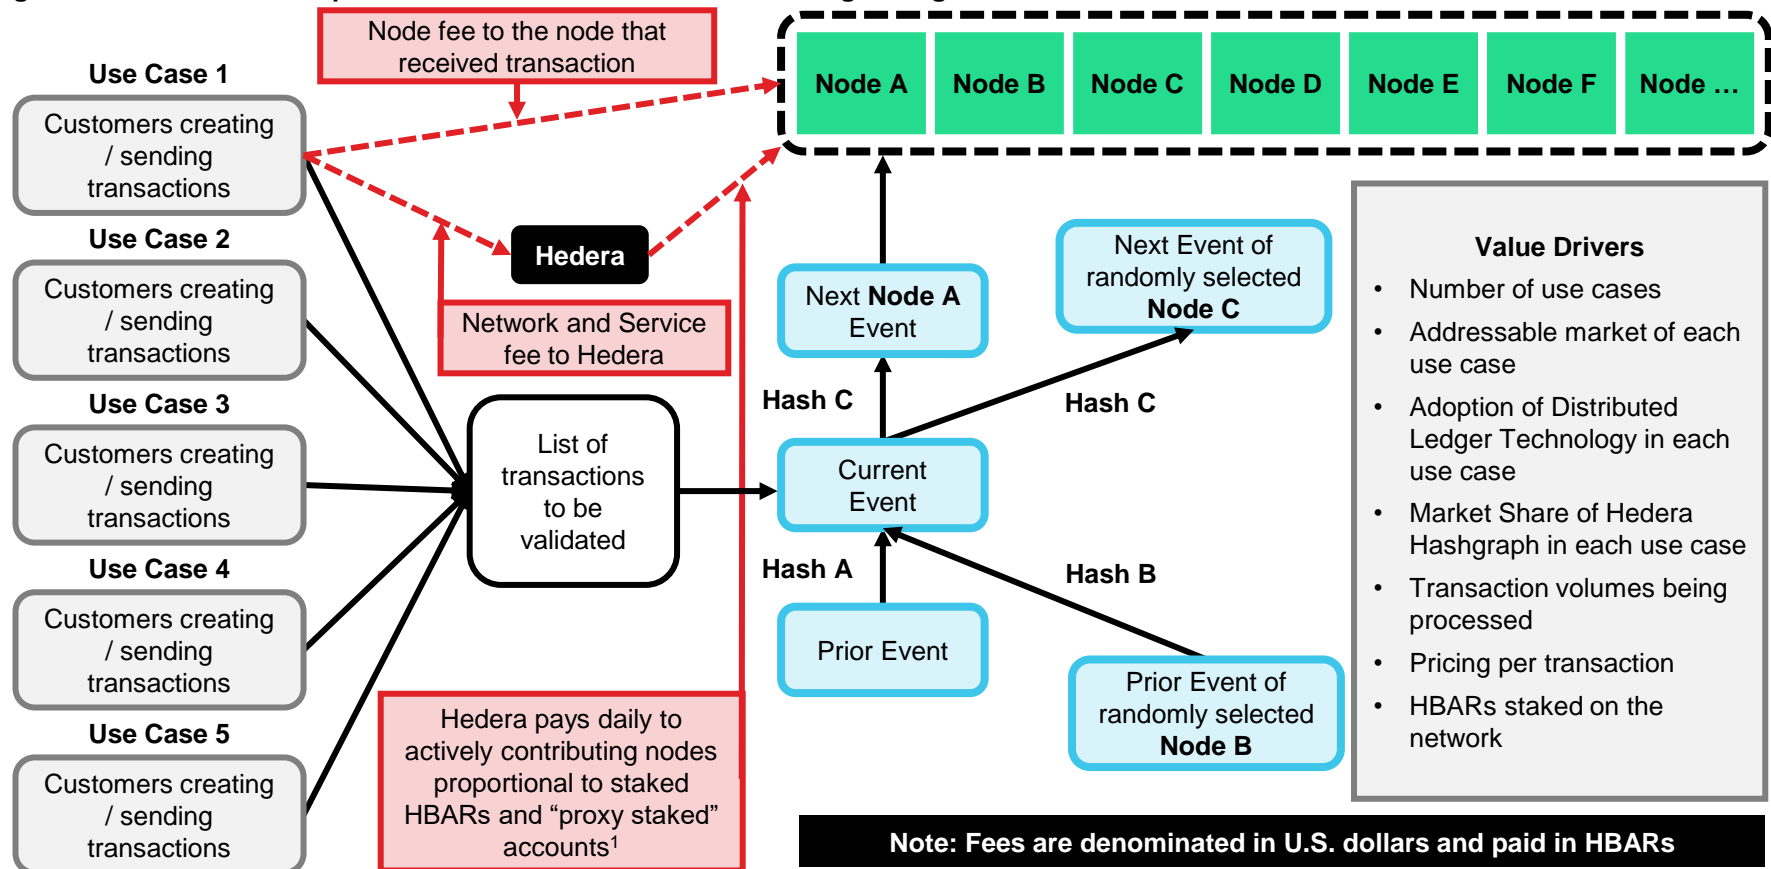 Node fee to the node that
received transaction
Use Case 1
Customers creating
/ sending
transactions
Use Case 2
Customers creating
/ sending
transactions
Use Case 3
Customers creating
/ sending
transactions
Use Case 4
Customers creating
/ sending
transactions
Use Case 5
Customers creating
/ sending
transactions
Hedera
Network and Service
fee to Hedera
List of
transactions
to be
validated
Hedera pays daily to
actively contributing nodes
proportional to staked
HBARs and “proxy staked”
accounts¹
Node A
Node B
Node C
Node D
Node E
Node F
Node …
Next Node A
Event
Next Event of
randomly selected
Node C
Hash C
Hash C
Current
Event
Hash A
Hash B
Prior Event
Prior Event of
randomly selected
Node B
Value Drivers
• Number of use cases
• Addressable market of each
use case
• Adoption of Distributed
Ledger Technology in each
use case
• Market Share of Hedera
Hashgraph in each use case
• Transaction volumes being
processed
• Pricing per transaction
• HBARs staked on the
network
Note: Fees are denominated in U.S. dollars and paid in HBARs